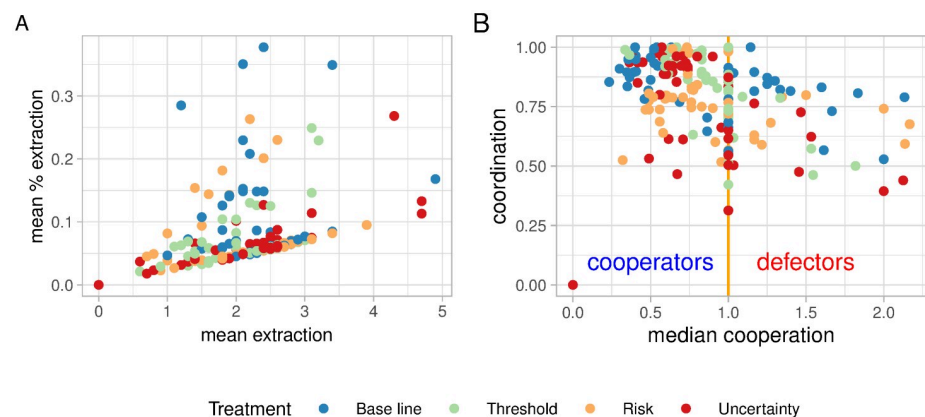 A
B
mean % extraction
0.3
0.2
0.1
0.0
0 1 2 3 4 5
mean extraction
coordination
1.00
0.75
0.50
0.25
0.00
cooperators defectors
0.0 0.5 1.0 1.5 2.0
median cooperation
Treatment Base line Threshold Risk Uncertainty